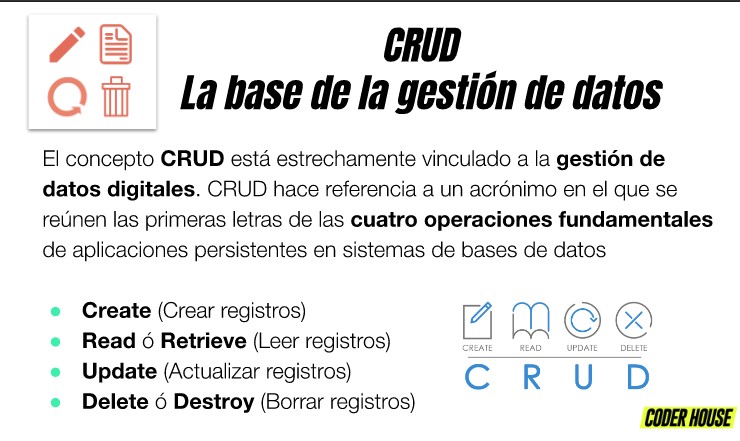 CRUD
La base de la gestión de datos
El concepto CRUD está estrechamente vinculado a la gestión de
datos digitales. CRUD hace referencia a un acrónimo en el que se
reúnen las primeras letras de las cuatro operaciones fundamentales
de aplicaciones persistentes en sistemas de bases de datos
Create (Crear registros)
Read ó Retrieve (Leer registros)
Update (Actualizar registros)
Delete ó Destroy (Borrar registros)
CREATE READ UPDATE DELETE
C R U D
CODER HOUSE